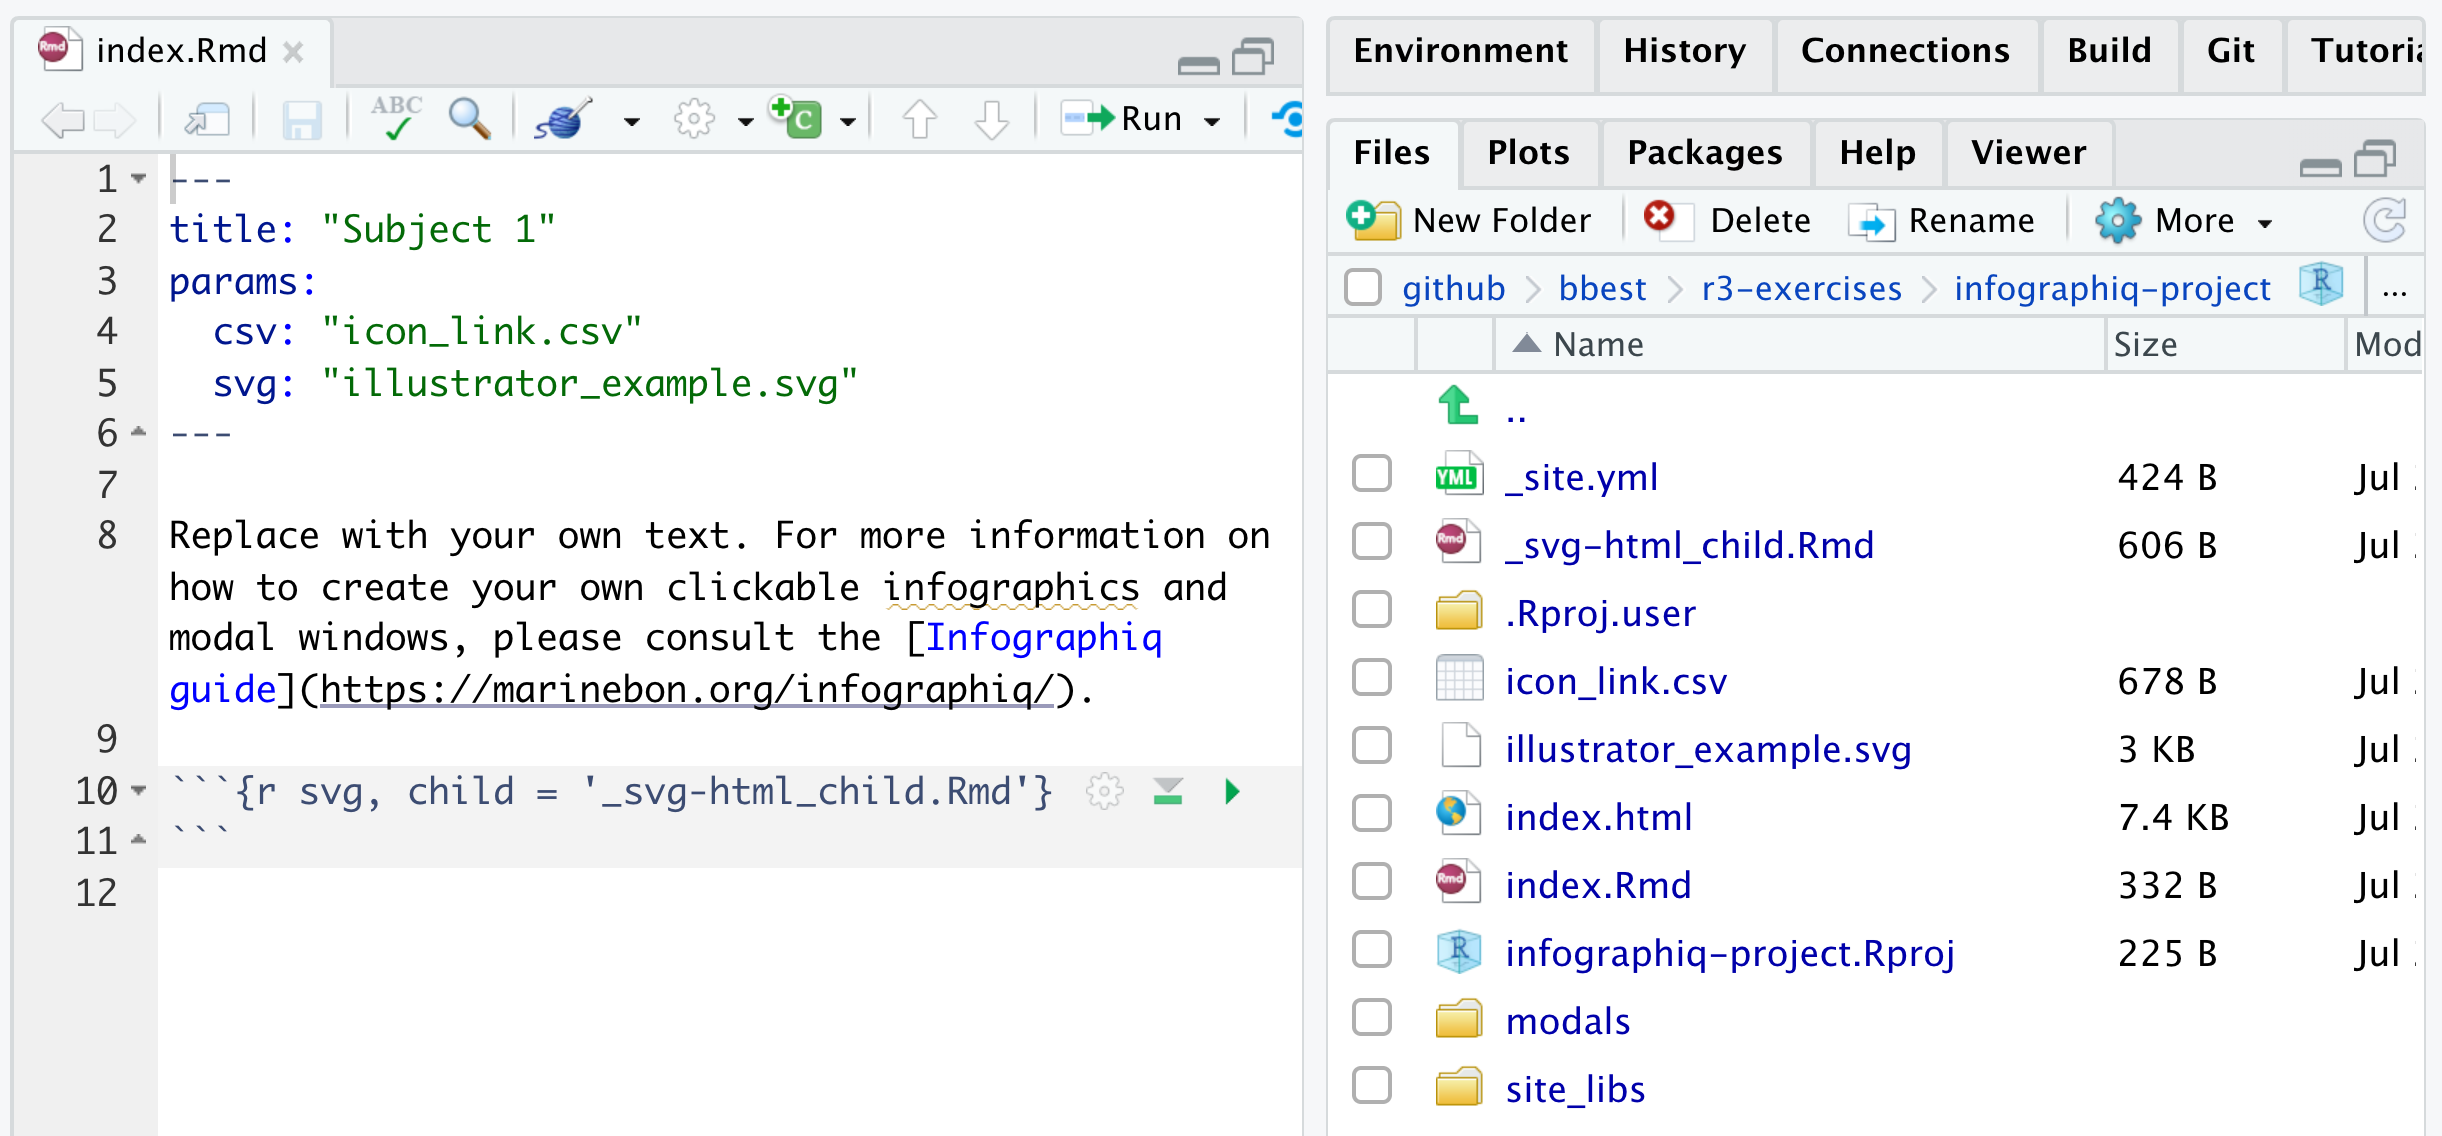 index.Rmd
ABC
Run
1 ---
2 title: "Subject 1"
3 params:
4   csv: "icon_link.csv"
5   svg: "illustrator_example.svg"
6 ---
7
8 Replace with your own text. For more information on
how to create your own clickable infographics and
modal windows, please consult the [Infographiq
guide](https://marinebon.org/infographiq/).
9
10 ```{r svg, child = '_svg-html_child.Rmd'}
11 ```
12
Environment History Connections Build Git Tutoria
Files Plots Packages Help Viewer
New Folder Delete Rename More
github bbest r3-exercises infographiq-project ...
Name Size Mod
..
_site.yml 424 B Jul
_svg-html_child.Rmd 606 B Jul
.Rproj.user
icon_link.csv 678 B Jul
illustrator_example.svg 3 KB Jul
index.html 7.4 KB Jul
index.Rmd 332 B Jul
infographiq-project.Rproj 225 B Jul
modals
site_libs